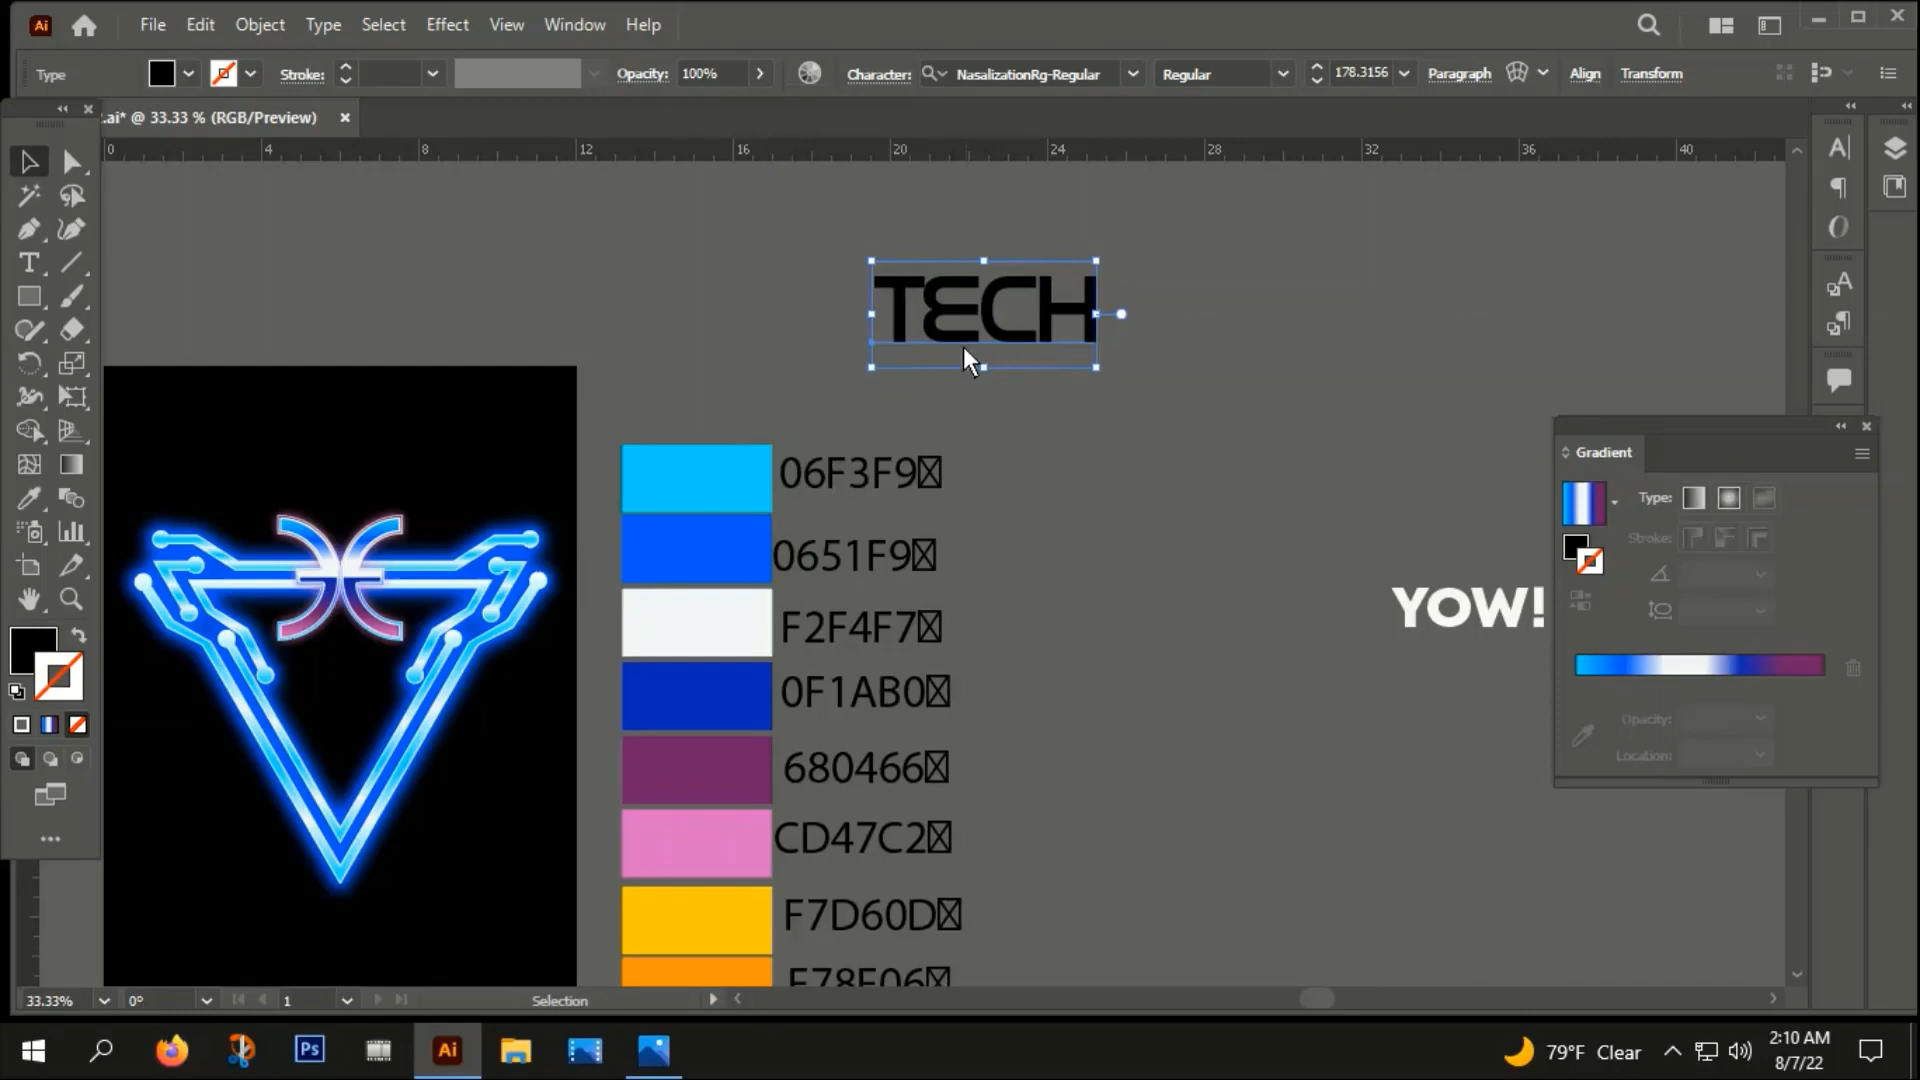 Ai File Edit Object Type Select Effect View Window Help
Type Stroke: Opacity: 100% Character: NasalizationRg-Regular Regular 178.3156 Paragraph Align Transform
.ai* @ 33.33 % (RGB/Preview)
0 4 8 12 16 20 24 28 32 36 40
TECH
06F3F9
0651F9
F2F4F7
0F1AB0
680466
CD47C2
F7D60D
YOW!
Gradient
Type:
Stroke:
Opacity:
Location:
33.33% 0° 1 Selection
Ps Ai 79°F Clear 2:10 AM
8/7/22